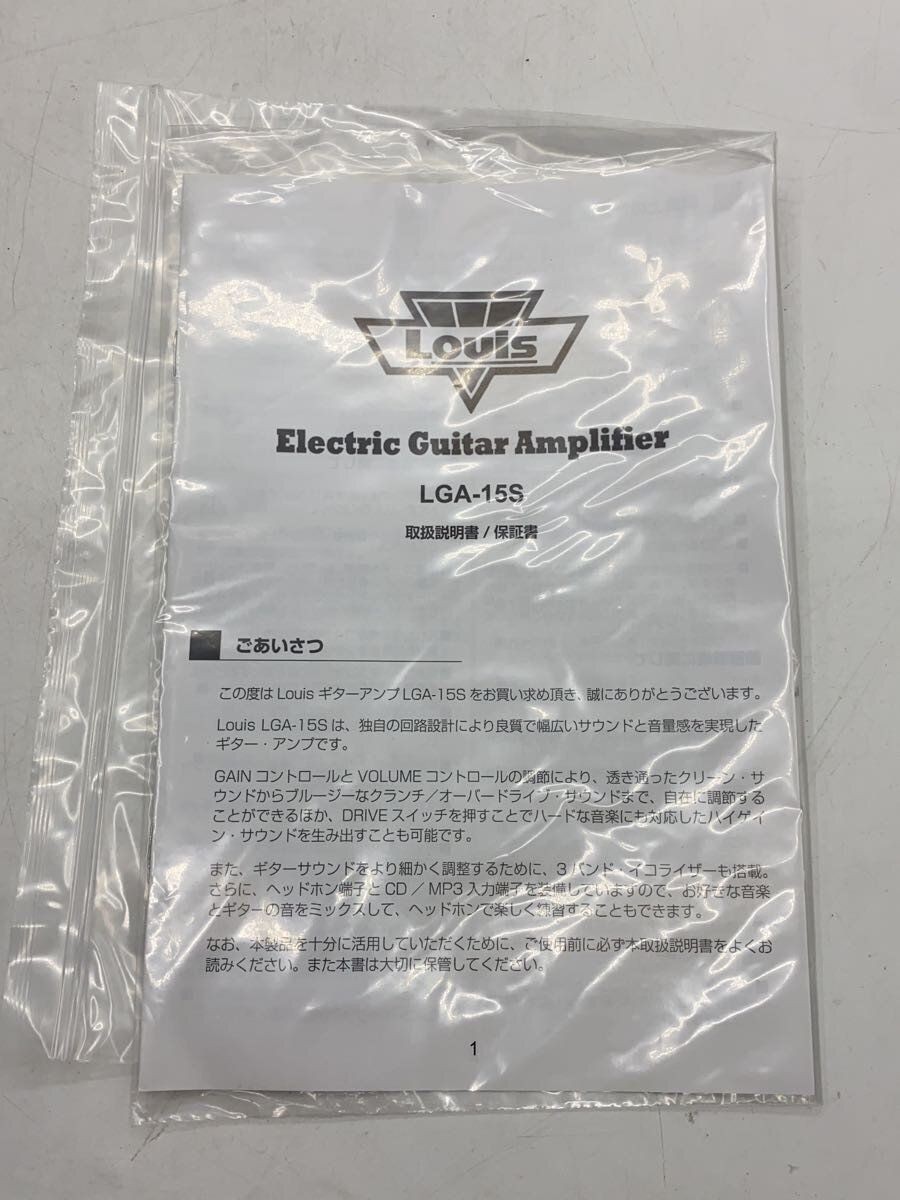 Louis
Electric Guitar Amplifier
LGA-15S
取扱説明書 / 保証書
ごあいさつ
この度は Louis ギターアンプ LGA-15S をお買い求め頂き、誠にありがとうございます。
Louis LGA-15S は、独自の回路設計により良質で幅広いサウンドと音量感を実現した
ギター・アンプです。
GAIN コントロールと VOLUME コントロールの調節により、透き通ったクリーン・サ
ウンドからブルージーなクランチ／オーバードライブ・サウンドまで、自在に調節する
ことができるほか、DRIVE スイッチを押すことでハードな音楽にも対応したハイゲイ
ン・サウンドを生み出すことも可能です。
また、ギターサウンドをより細かく調整するために、3 バンド・イコライザーも搭載。
さらに、ヘッドホン端子と CD ／ MP3 入力端子を装備していますので、お好きな音楽
とギターの音をミックスして、ヘッドホンで楽しく練習することもできます。
なお、本製品を十分に活用していただくために、ご使用前に必ず本取扱説明書をよくお
読みください。また本書は大切に保管してください。
1